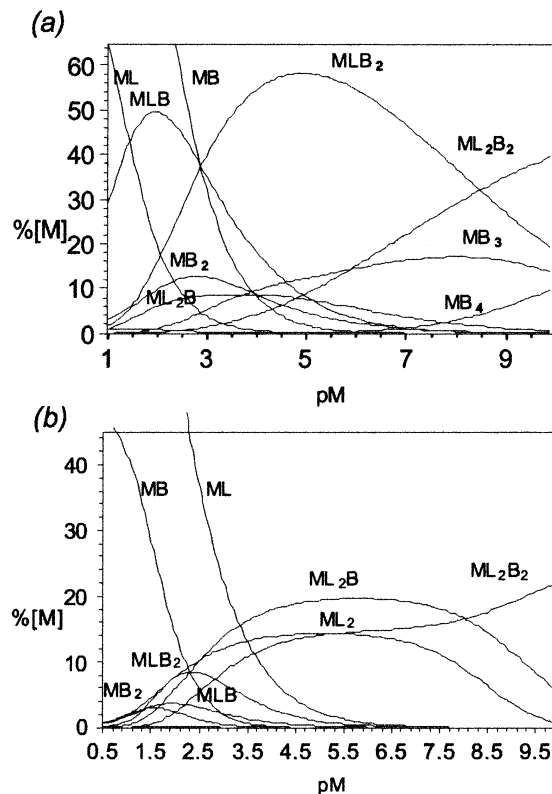 (a)
60
50
40
30
20
10
0
%[M]
ML
MLB
MB
MLB2
ML2B2
MB2
MB3
ML2B
MB4
1 3 5 7 9
pM
(b)
40
30
20
10
0
%[M]
MB
ML
ML2B
ML2B2
ML2
MLB2
MB2
MLB
0.5 1.5 2.5 3.5 4.5 5.5 6.5 7.5 8.5 9.5
pM